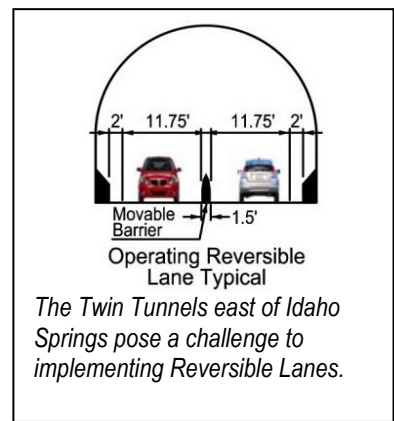 2' 11.75' 11.75' 2'
Movable
Barrier
1.5'
Operating Reversible
Lane Typical
The Twin Tunnels east of Idaho
Springs pose a challenge to
implementing Reversible Lanes.